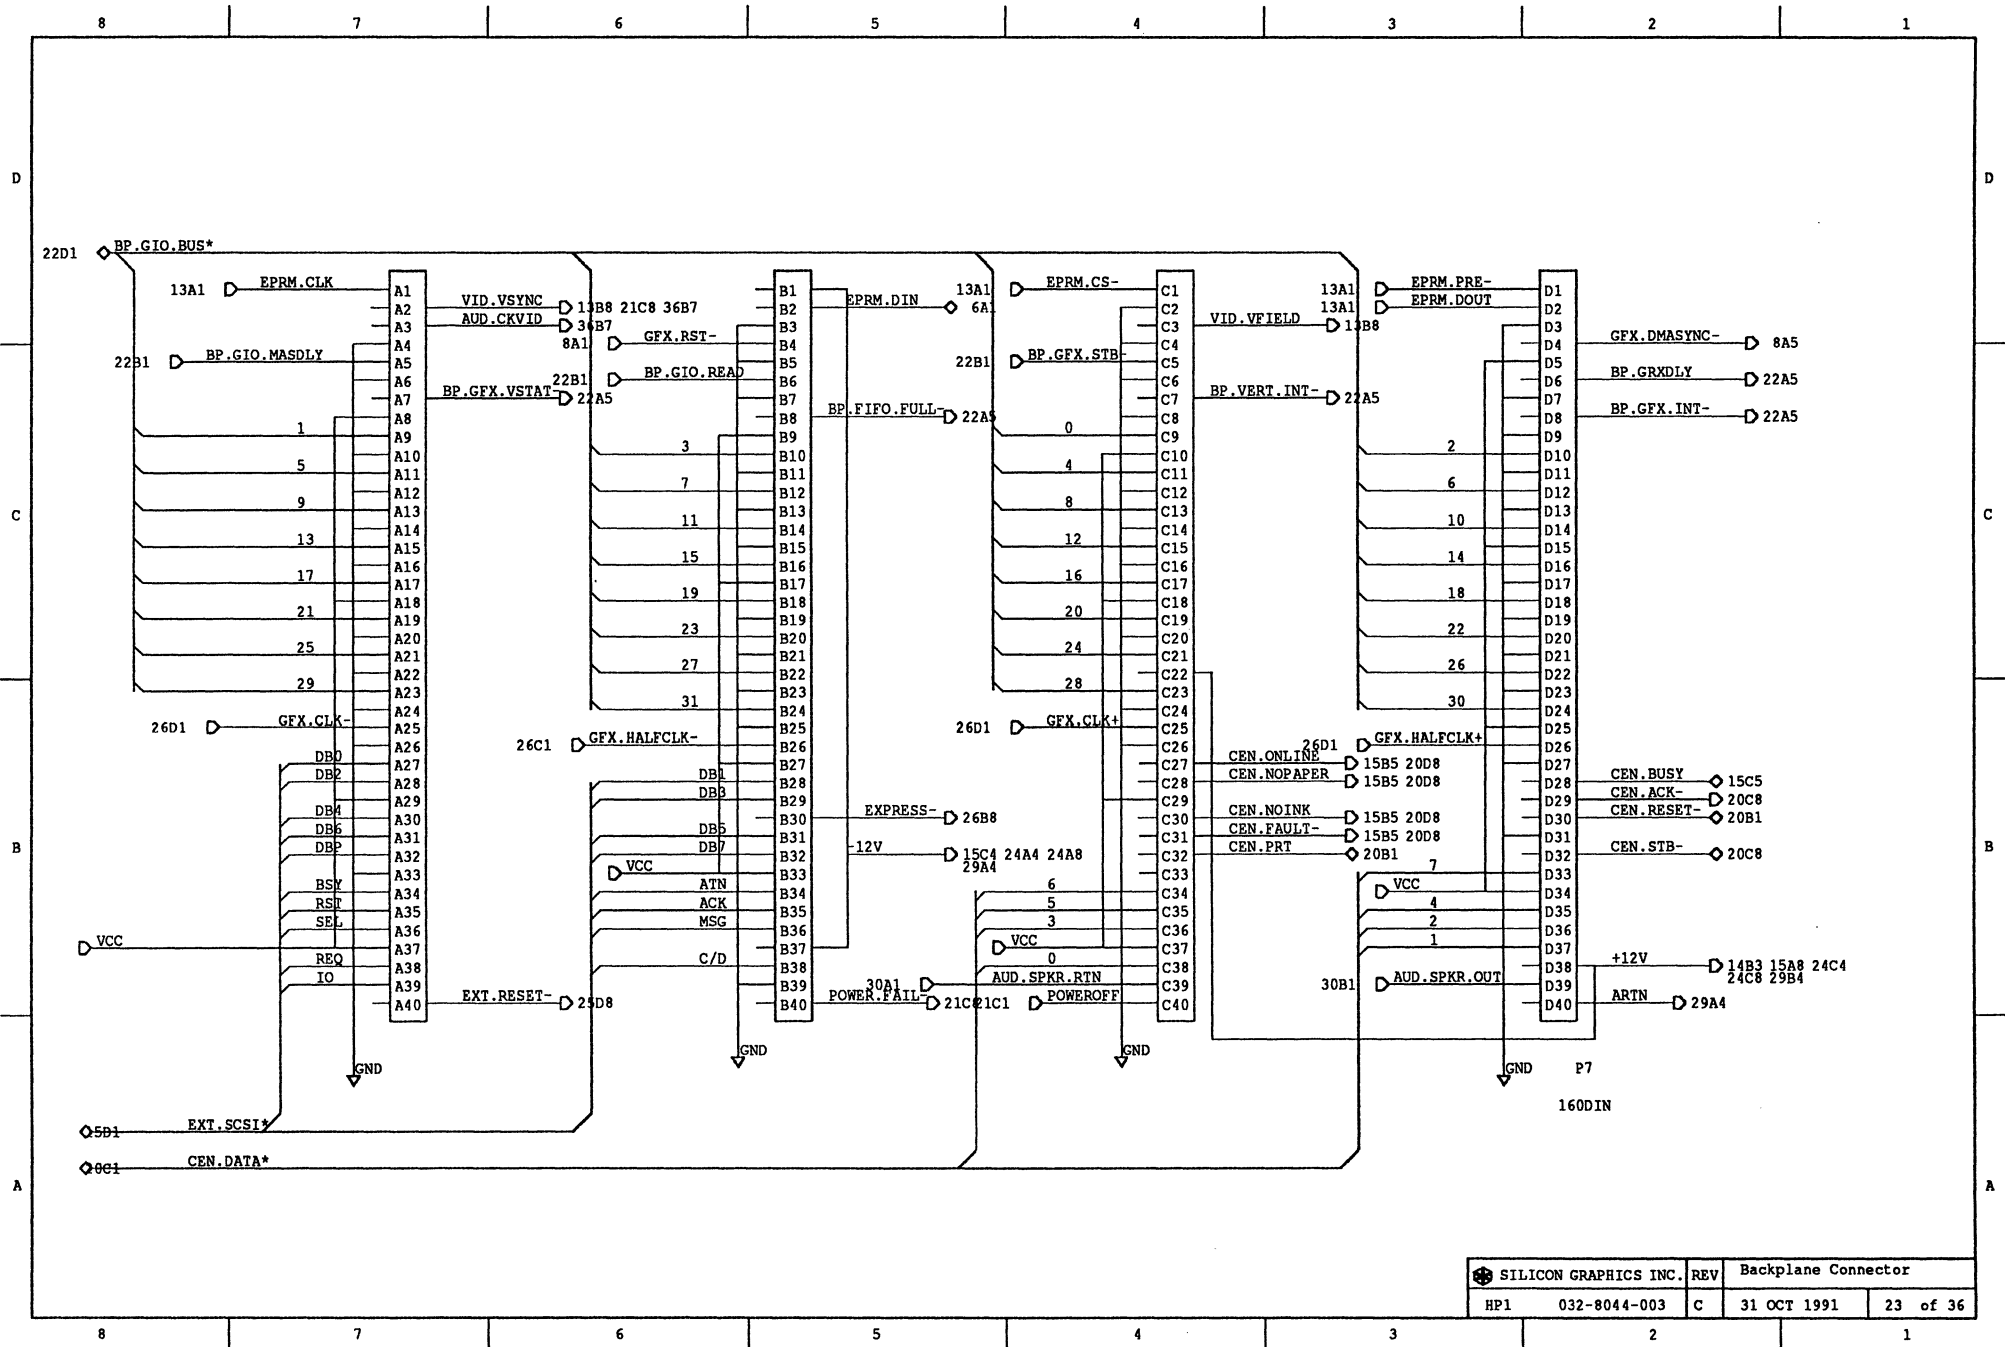 8 7 6 5 4 3 2 1
D D
C C
B B
A A
22D1 BP.GIO.BUS*
13A1 EPRM.CLK
VID.VSYNC 13B8 21C8 36B7
AUD.CKVID 36B7
22B1 BP.GIO.MASDLY
BP.GFX.VSTAT- 22A5
1
5
9
13
17
21
25
29
26D1 GFX.CLK-
DB0
DB2
DB4
DB6
DBP
BSY
RST
SEL
VCC
REQ
IO
EXT.RESET- 25D8
A1
A2
A3
A4
A5
A6
A7
A8
A9
A10
A11
A12
A13
A14
A15
A16
A17
A18
A19
A20
A21
A22
A23
A24
A25
A26
A27
A28
A29
A30
A31
A32
A33
A34
A35
A36
A37
A38
A39
A40
GND
EPRM.DIN 6A1
8A1 GFX.RST-
22B1 BP.GIO.READ
BP.FIFO.FULL- 22A5
3
7
11
15
19
23
27
31
26C1 GFX.HALFCLK-
DB1
DB3
EXPRESS- 26B8
DB5
DB7
-12V 15C4 24A4 24A8
29A4
VCC
ATN
ACK
MSG
C/D
POWER.FAIL- 21C8
B1
B2
B3
B4
B5
B6
B7
B8
B9
B10
B11
B12
B13
B14
B15
B16
B17
B18
B19
B20
B21
B22
B23
B24
B25
B26
B27
B28
B29
B30
B31
B32
B33
B34
B35
B36
B37
B38
B39
B40
GND
13A1 EPRM.CS-
VID.VFIELD 13B8
22B1 BP.GFX.STB-
BP.VERT.INT- 22A5
0
4
8
12
16
20
24
28
26D1 GFX.CLK+
CEN.ONLINE 15B5 20D8
CEN.NOPAPER 15B5 20D8
CEN.NOINK 15B5 20D8
CEN.FAULT- 15B5 20D8
CEN.PRT 20B1
6
5
3
VCC
0
30A1 AUD.SPKR.RTN
21C1 POWEROFF
C1
C2
C3
C4
C5
C6
C7
C8
C9
C10
C11
C12
C13
C14
C15
C16
C17
C18
C19
C20
C21
C22
C23
C24
C25
C26
C27
C28
C29
C30
C31
C32
C33
C34
C35
C36
C37
C38
C39
C40
GND
13A1 EPRM.PRE-
13A1 EPRM.DOUT
GFX.DMASYNC- 8A5
BP.GRXDLY 22A5
BP.GFX.INT- 22A5
2
6
10
14
18
22
26
30
26D1 GFX.HALFCLK+
CEN.BUSY 15C5
CEN.ACK- 20C8
CEN.RESET- 20B1
CEN.STB- 20C8
7
VCC
4
2
1
+12V 14B3 15A8 24C4
24C8 29B4
30B1 AUD.SPKR.OUT
ARTN 29A4
D1
D2
D3
D4
D5
D6
D7
D8
D9
D10
D11
D12
D13
D14
D15
D16
D17
D18
D19
D20
D21
D22
D23
D24
D25
D26
D27
D28
D29
D30
D31
D32
D33
D34
D35
D36
D37
D38
D39
D40
GND P7
160DIN
5D1 EXT.SCSI*
0C1 CEN.DATA*
SILICON GRAPHICS INC. REV Backplane Connector
HP1 032-8044-003 C 31 OCT 1991 23 of 36
8 7 6 5 4 3 2 1